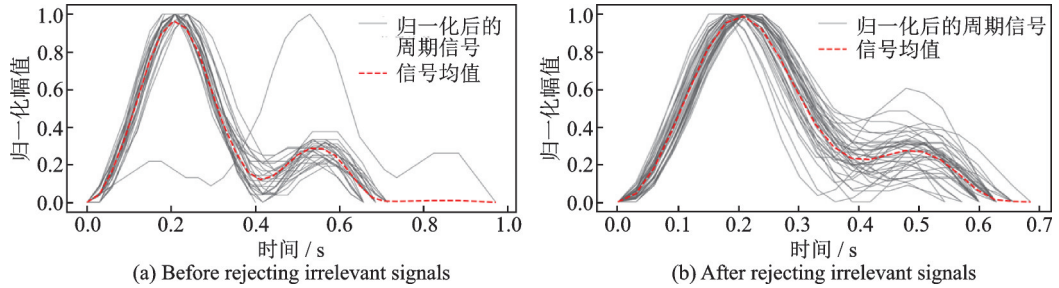 归一化幅值
1.0
0.8
0.6
0.4
0.2
0.0
归一化后的
周期信号
信号均值
0.0 0.2 0.4 0.6 0.8 1.0
时间 / s
(a) Before rejecting irrelevant signals
归一化幅值
1.0
0.8
0.6
0.4
0.2
0.0
归一化后的周期信号
信号均值
0.0 0.1 0.2 0.3 0.4 0.5 0.6 0.7
时间 / s
(b) After rejecting irrelevant signals